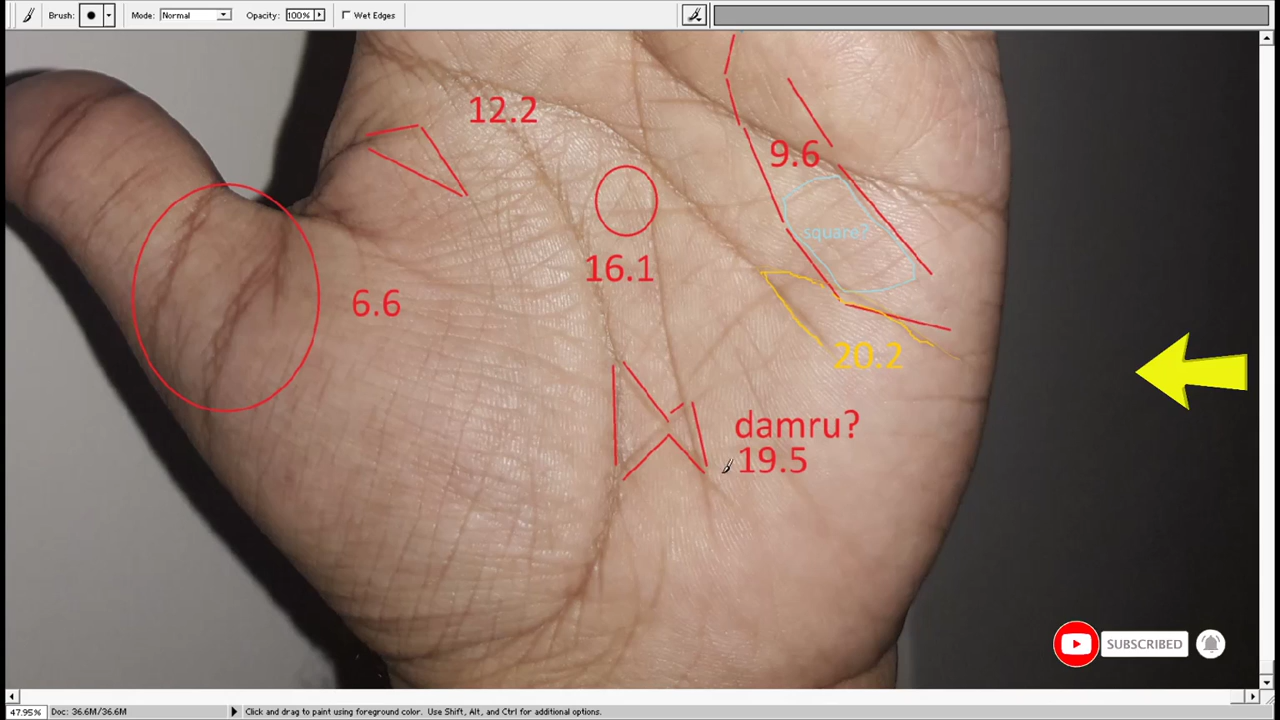 Brush:
Mode: Normal
Opacity: 100%
Wet Edges
12.2
9.6
square?
16.1
6.6
20.2
damru?
19.5
SUBSCRIBED
47.95%
Doc: 36.6M/36.6M
Click and drag to paint using foreground color. Use Shift, Alt, and Ctrl for additional options.